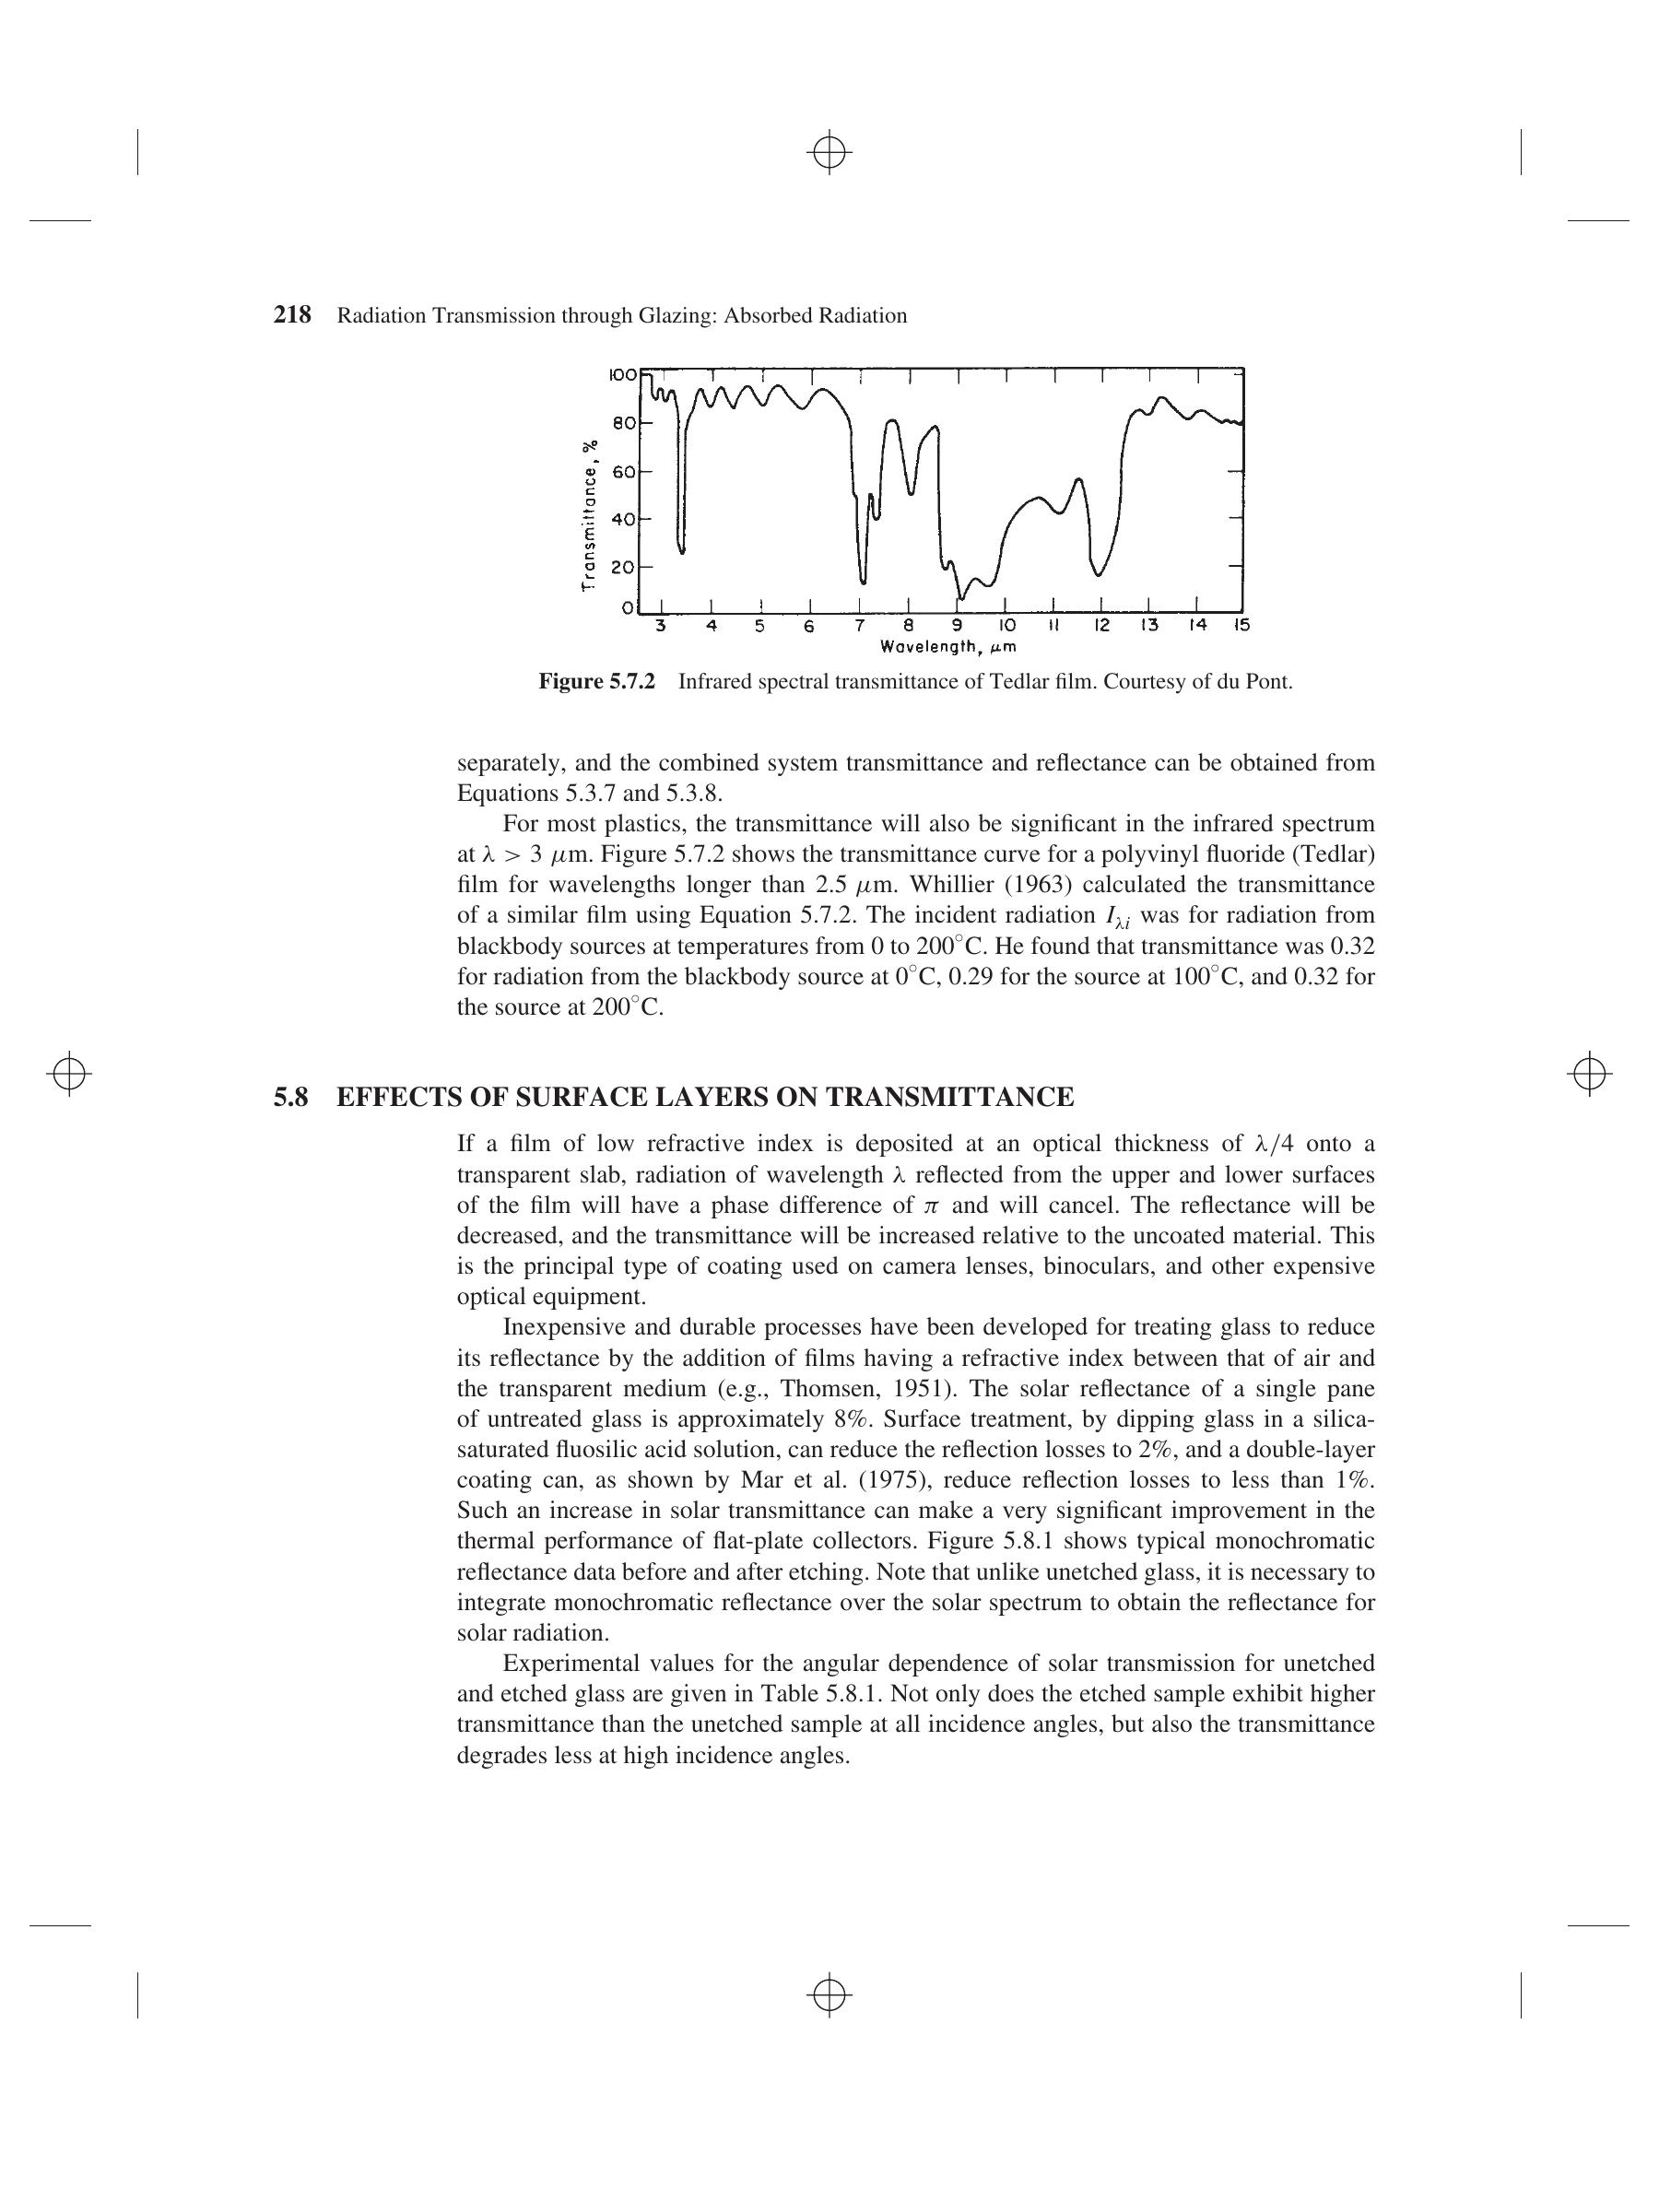 218 Radiation Transmission through Glazing: Absorbed Radiation
100
80
60
40
20
0
Transmittance, %
3 4 5 6 7 8 9 10 11 12 13 14 15
Wavelength, μm
Figure 5.7.2 Infrared spectral transmittance of Tedlar film. Courtesy of du Pont.
separately, and the combined system transmittance and reflectance can be obtained from
Equations 5.3.7 and 5.3.8.
For most plastics, the transmittance will also be significant in the infrared spectrum
at λ > 3 μm. Figure 5.7.2 shows the transmittance curve for a polyvinyl fluoride (Tedlar)
film for wavelengths longer than 2.5 μm. Whillier (1963) calculated the transmittance
of a similar film using Equation 5.7.2. The incident radiation Iλi was for radiation from
blackbody sources at temperatures from 0 to 200°C. He found that transmittance was 0.32
for radiation from the blackbody source at 0°C, 0.29 for the source at 100°C, and 0.32 for
the source at 200°C.
5.8 EFFECTS OF SURFACE LAYERS ON TRANSMITTANCE
If a film of low refractive index is deposited at an optical thickness of λ/4 onto a
transparent slab, radiation of wavelength λ reflected from the upper and lower surfaces
of the film will have a phase difference of π and will cancel. The reflectance will be
decreased, and the transmittance will be increased relative to the uncoated material. This
is the principal type of coating used on camera lenses, binoculars, and other expensive
optical equipment.
Inexpensive and durable processes have been developed for treating glass to reduce
its reflectance by the addition of films having a refractive index between that of air and
the transparent medium (e.g., Thomsen, 1951). The solar reflectance of a single pane
of untreated glass is approximately 8%. Surface treatment, by dipping glass in a silica-
saturated fluosilic acid solution, can reduce the reflection losses to 2%, and a double-layer
coating can, as shown by Mar et al. (1975), reduce reflection losses to less than 1%.
Such an increase in solar transmittance can make a very significant improvement in the
thermal performance of flat-plate collectors. Figure 5.8.1 shows typical monochromatic
reflectance data before and after etching. Note that unlike unetched glass, it is necessary to
integrate monochromatic reflectance over the solar spectrum to obtain the reflectance for
solar radiation.
Experimental values for the angular dependence of solar transmission for unetched
and etched glass are given in Table 5.8.1. Not only does the etched sample exhibit higher
transmittance than the unetched sample at all incidence angles, but also the transmittance
degrades less at high incidence angles.